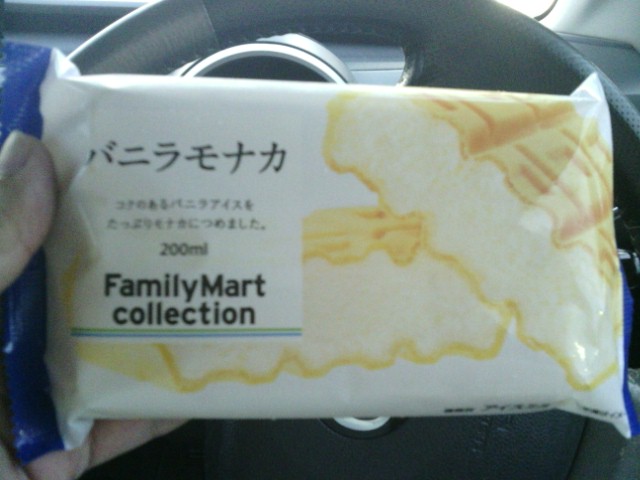 バニラモナカ
コクのあるバニラアイスを
たっぷりモナカにつめました。
200ml
FamilyMart
collection